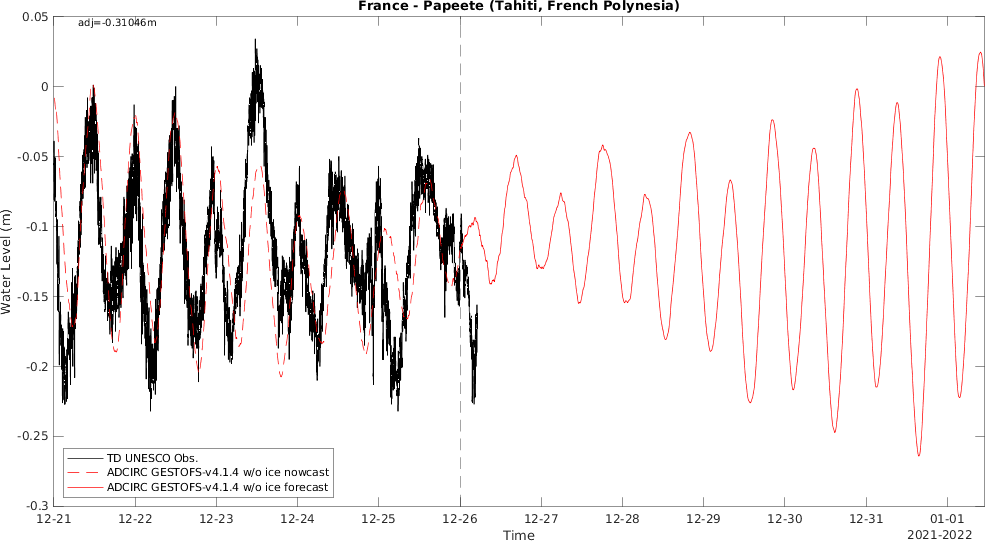 France - Papeete (Tahiti, French Polynesia)
adj=-0.31046m
0.05
0
-0.05
-0.1
-0.15
-0.2
-0.25
-0.3
Water Level (m)
TD UNESCO Obs.
ADCIRC GESTOFS-v4.1.4 w/o ice nowcast
ADCIRC GESTOFS-v4.1.4 w/o ice forecast
12-21 12-22 12-23 12-24 12-25 12-26 12-27 12-28 12-29 12-30 12-31 01-01
Time
2021-2022